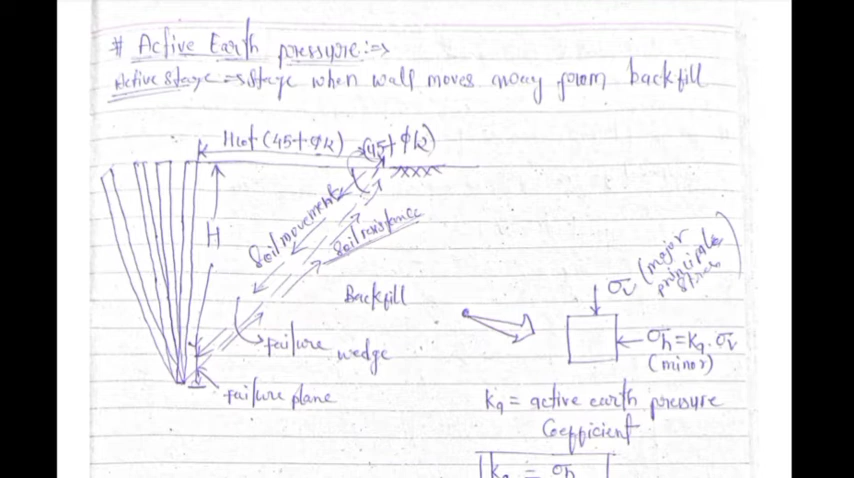 # Active Earth pressure :⇒
Active Stage ⇒ Stage when wall moves away from backfill
H cot (45+φ/2)
(45+φ/2)
H
Soil movement
Soil resistance
Backfill
failure wedge
failure plane
σv (major principal stress)
σh = ka . σv
(minor)
ka = active earth pressure
Coefficient
ka = σh